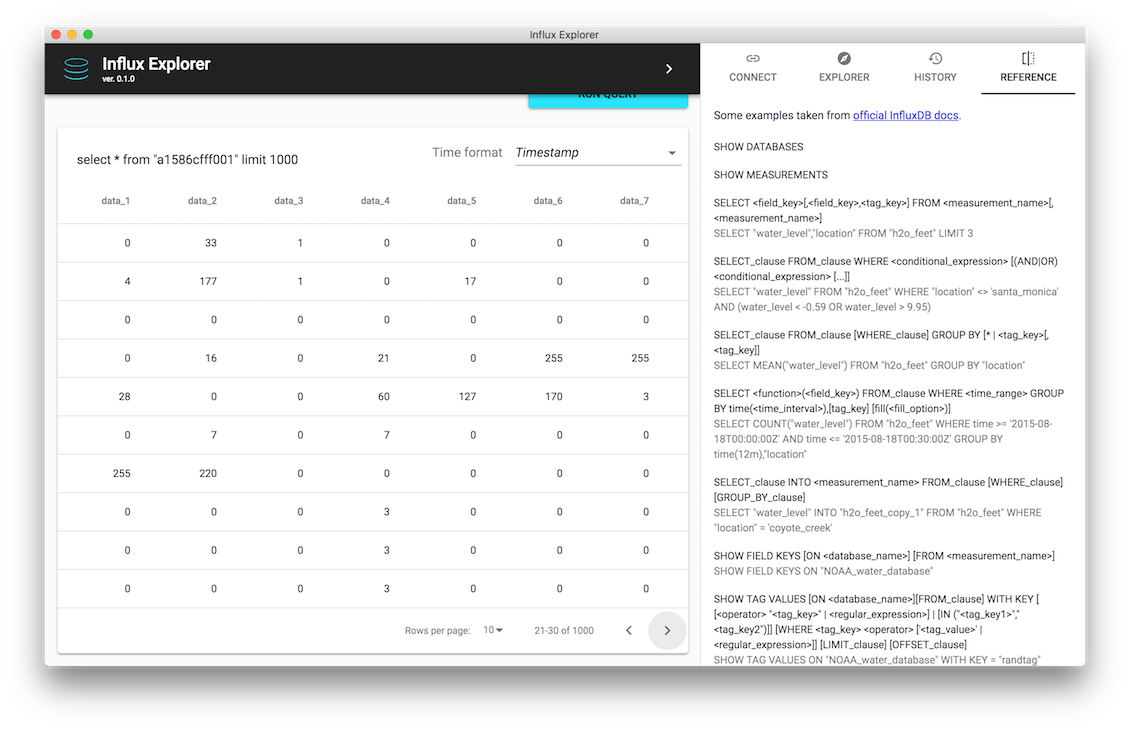 Influx Explorer
Influx Explorer
ver. 0.1.0
RUN QUERY
select * from "a1586cfff001" limit 1000
Time format Timestamp
data_1 data_2 data_3 data_4 data_5 data_6 data_7
0 33 1 0 0 0 0
4 177 1 0 17 0 0
0 0 0 0 0 0 0
0 16 0 21 0 255 255
28 0 0 60 127 170 3
0 7 0 7 0 0 0
255 220 0 0 0 0 0
0 0 0 3 0 0 0
0 0 0 3 0 0 0
0 0 0 3 0 0 0
Rows per page: 10 21-30 of 1000
CONNECT EXPLORER HISTORY REFERENCE
Some examples taken from official InfluxDB docs.
SHOW DATABASES
SHOW MEASUREMENTS
SELECT <field_key>[,<field_key>,<tag_key>] FROM <measurement_name>[,
<measurement_name>]
SELECT "water_level","location" FROM "h2o_feet" LIMIT 3
SELECT_clause FROM_clause WHERE <conditional_expression> [(AND|OR)
<conditional_expression> [...]]
SELECT "water_level" FROM "h2o_feet" WHERE "location" <> 'santa_monica'
AND (water_level < -0.59 OR water_level > 9.95)
SELECT_clause FROM_clause [WHERE_clause] GROUP BY [* | <tag_key>[,
<tag_key]]
SELECT MEAN("water_level") FROM "h2o_feet" GROUP BY "location"
SELECT <function>(<field_key>) FROM_clause WHERE <time_range> GROUP
BY time(<time_interval>),[tag_key] [fill(<fill_option>)]
SELECT COUNT("water_level") FROM "h2o_feet" WHERE time >= '2015-08-
18T00:00:00Z' AND time <= '2015-08-18T00:30:00Z' GROUP BY
time(12m),"location"
SELECT_clause INTO <measurement_name> FROM_clause [WHERE_clause]
[GROUP_BY_clause]
SELECT "water_level" INTO "h2o_feet_copy_1" FROM "h2o_feet" WHERE
"location" = 'coyote_creek'
SHOW FIELD KEYS [ON <database_name>] [FROM <measurement_name>]
SHOW FIELD KEYS ON "NOAA_water_database"
SHOW TAG VALUES [ON <database_name>][FROM_clause] WITH KEY [
[<operator> "<tag_key>" | <regular_expression>] | [IN ("<tag_key1>","
<tag_key2")]] [WHERE <tag_key> <operator> ['<tag_value>' |
<regular_expression>]] [LIMIT_clause] [OFFSET_clause]
SHOW TAG VALUES ON "NOAA_water_database" WITH KEY = "randtag"